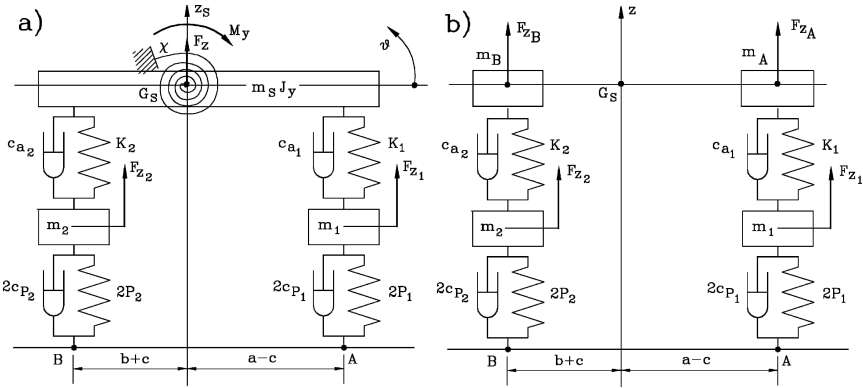 a)
z_S
M_y
χ
F_z
ϑ
G_S
m_S J_y
c_a2
K_2
c_a1
K_1
F_z2
F_z1
m_2
m_1
2c_P2
2P_2
2c_P1
2P_1
B
A
b+c
a−c
b)
z
F_zB
F_zA
m_B
m_A
G_S
c_a2
K_2
c_a1
K_1
F_z2
F_z1
m_2
m_1
2c_P2
2P_2
2c_P1
2P_1
B
A
b+c
a−c